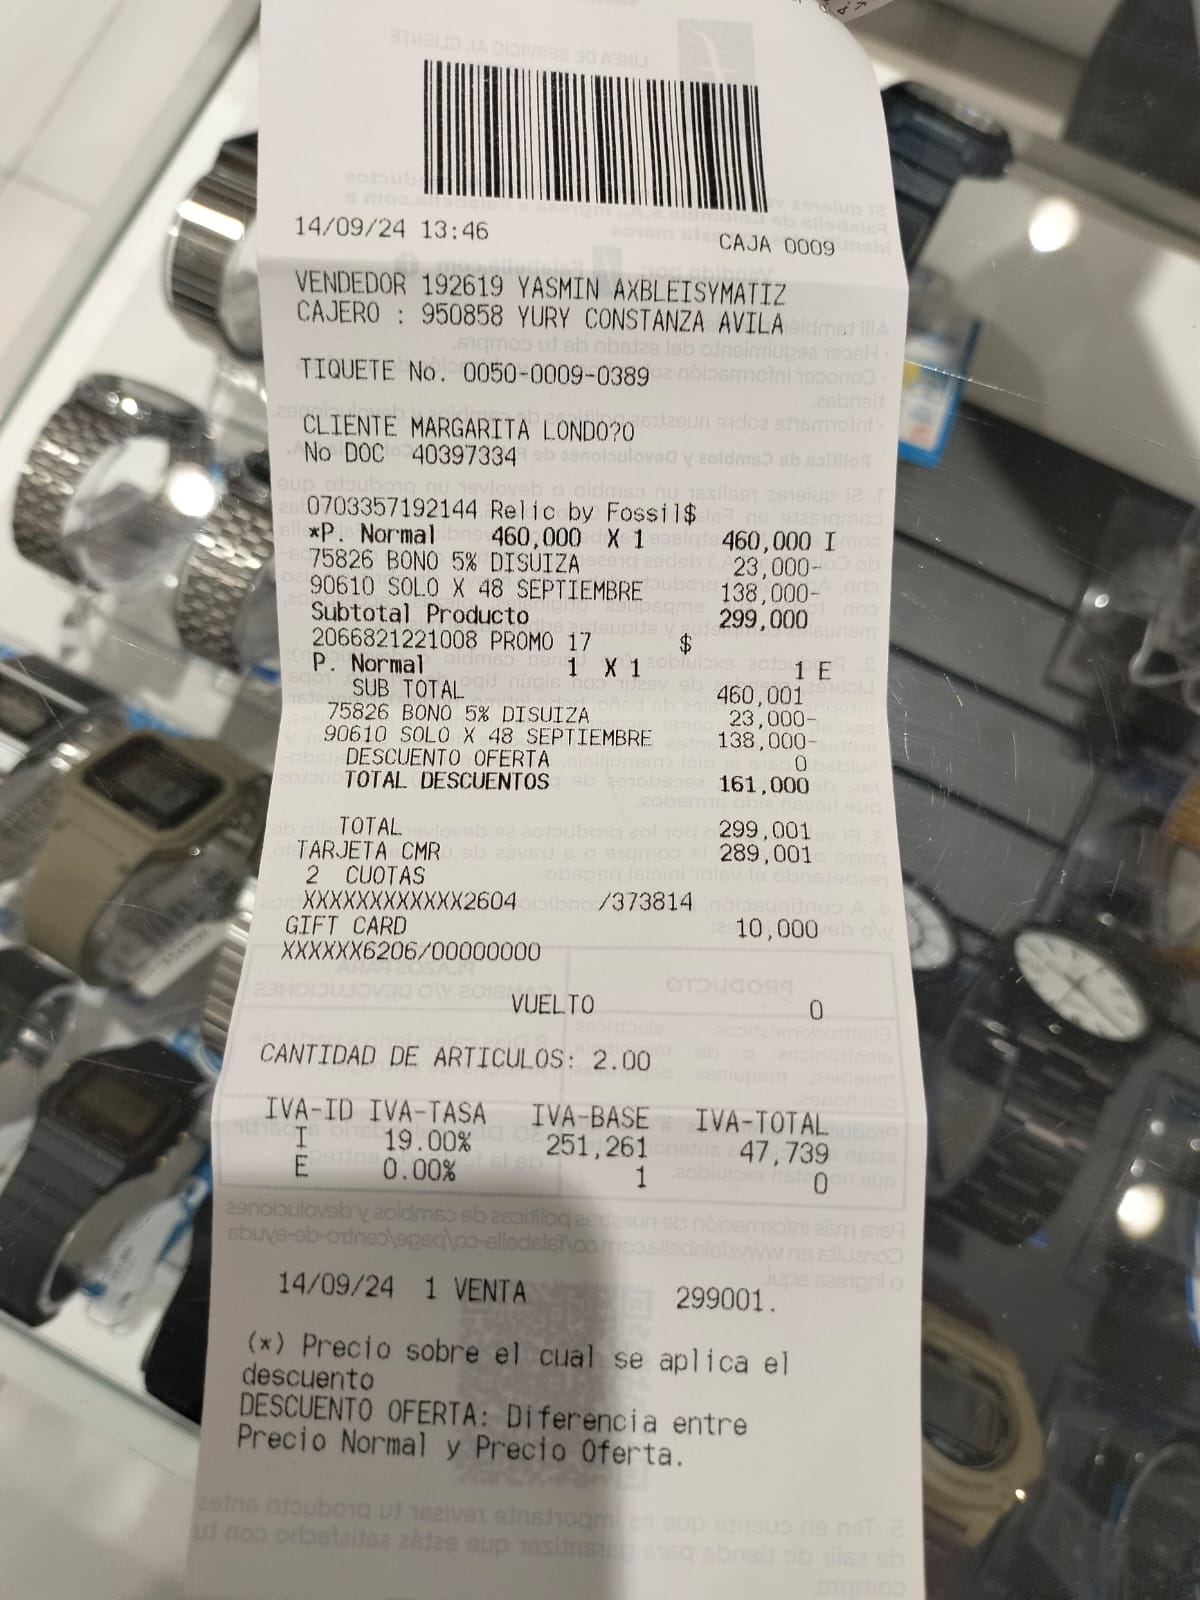 14/09/24 13:46 CAJA 0009
VENDEDOR 192619 YASMIN AXBLEISYMATIZ
CAJERO : 950858 YURY CONSTANZA AVILA
TIQUETE No. 0050-0009-0389
CLIENTE MARGARITA LONDO?O
No DOC 40397334
0703357192144 Relic by Fossil$
*P. Normal 460,000 X 1 460,000 I
75826 BONO 5% DISUIZA 23,000-
90610 SOLO X 48 SEPTIEMBRE 138,000-
Subtotal Producto 299,000
2066821221008 PROMO 17 $
P. Normal 1 X 1 1 E
SUB TOTAL 460,001
75826 BONO 5% DISUIZA 23,000-
90610 SOLO X 48 SEPTIEMBRE 138,000-
DESCUENTO OFERTA 0
TOTAL DESCUENTOS 161,000
TOTAL 299,001
TARJETA CMR 289,001
2 CUOTAS
XXXXXXXXXXXX2604 /373814
GIFT CARD 10,000
XXXXXX6206/00000000
VUELTO 0
CANTIDAD DE ARTICULOS: 2.00
IVA-ID IVA-TASA IVA-BASE IVA-TOTAL
I 19.00% 251,261 47,739
E 0.00% 1 0
14/09/24 1 VENTA 299001.
(*) Precio sobre el cual se aplica el
descuento
DESCUENTO OFERTA: Diferencia entre
Precio Normal y Precio Oferta.